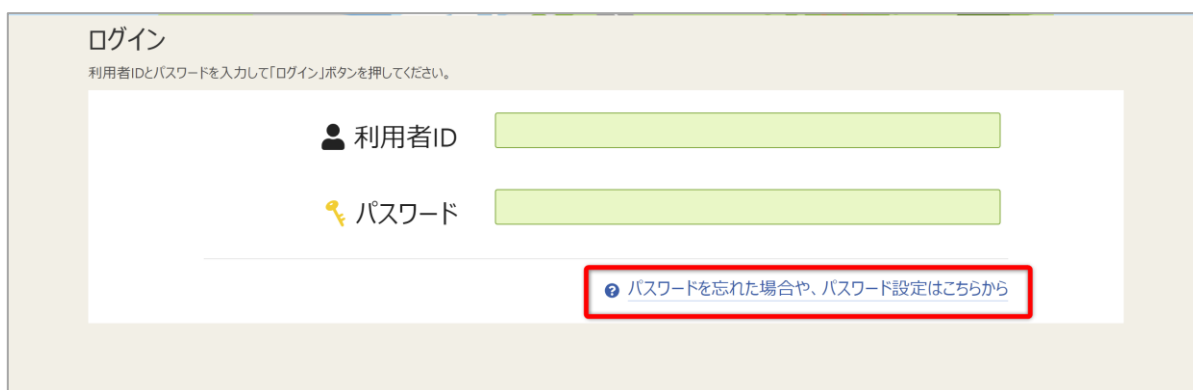 ログイン
利用者IDとパスワードを入力して「ログイン」ボタンを押してください。
利用者ID
パスワード
パスワードを忘れた場合や、パスワード設定はこちらから